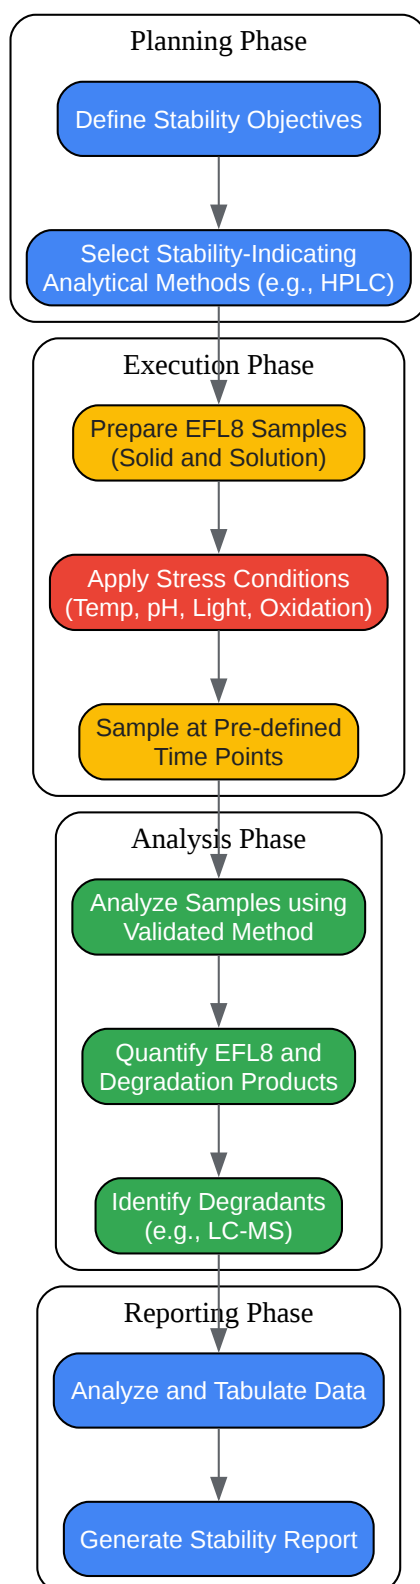 Planning Phase
Define Stability Objectives
Select Stability-Indicating
Analytical Methods (e.g., HPLC)
Execution Phase
Prepare EFL8 Samples
(Solid and Solution)
Apply Stress Conditions
(Temp, pH, Light, Oxidation)
Sample at Pre-defined
Time Points
Analysis Phase
Analyze Samples using
Validated Method
Quantify EFL8 and
Degradation Products
Identify Degradants
(e.g., LC-MS)
Reporting Phase
Analyze and Tabulate Data
Generate Stability Report